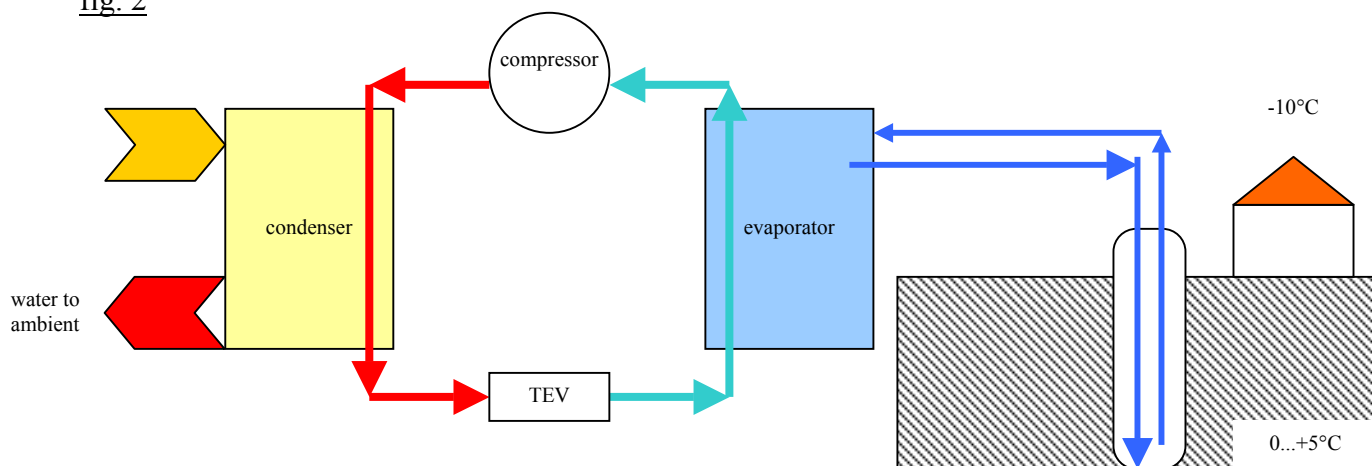 fig. 2
compressor
-10°C
condenser
evaporator
water to
ambient
TEV
0...+5°C